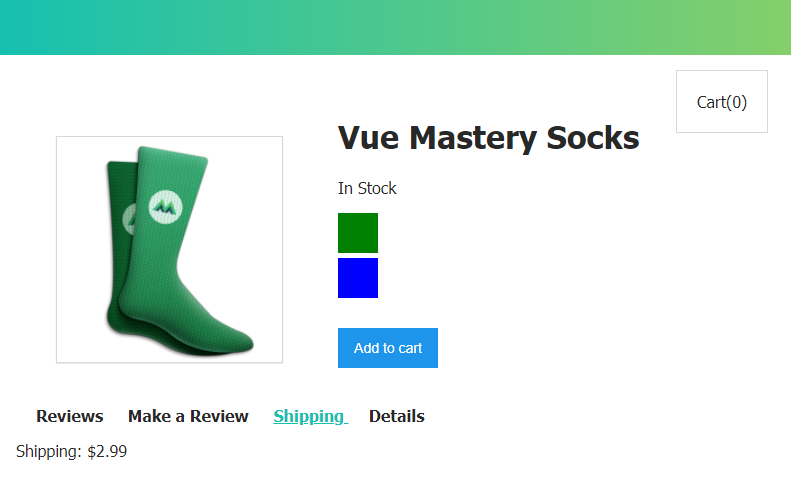 Cart(0)
Vue Mastery Socks
In Stock
Add to cart
Reviews Make a Review Shipping Details
Shipping: $2.99